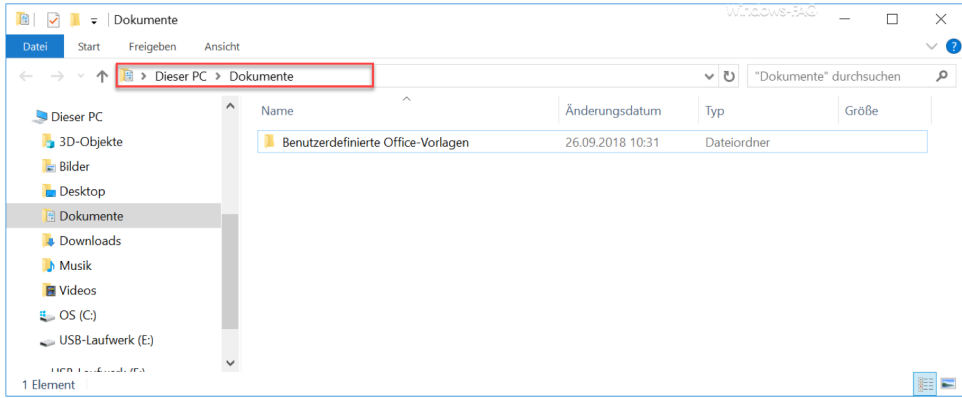 Dokumente
Windows-FAQ
Datei Start Freigeben Ansicht
Dieser PC > Dokumente
"Dokumente" durchsuchen
Name Änderungsdatum Typ Größe
Benutzerdefinierte Office-Vorlagen 26.09.2018 10:31 Dateiordner
Dieser PC
3D-Objekte
Bilder
Desktop
Dokumente
Downloads
Musik
Videos
OS (C:)
USB-Laufwerk (E:)
1 Element